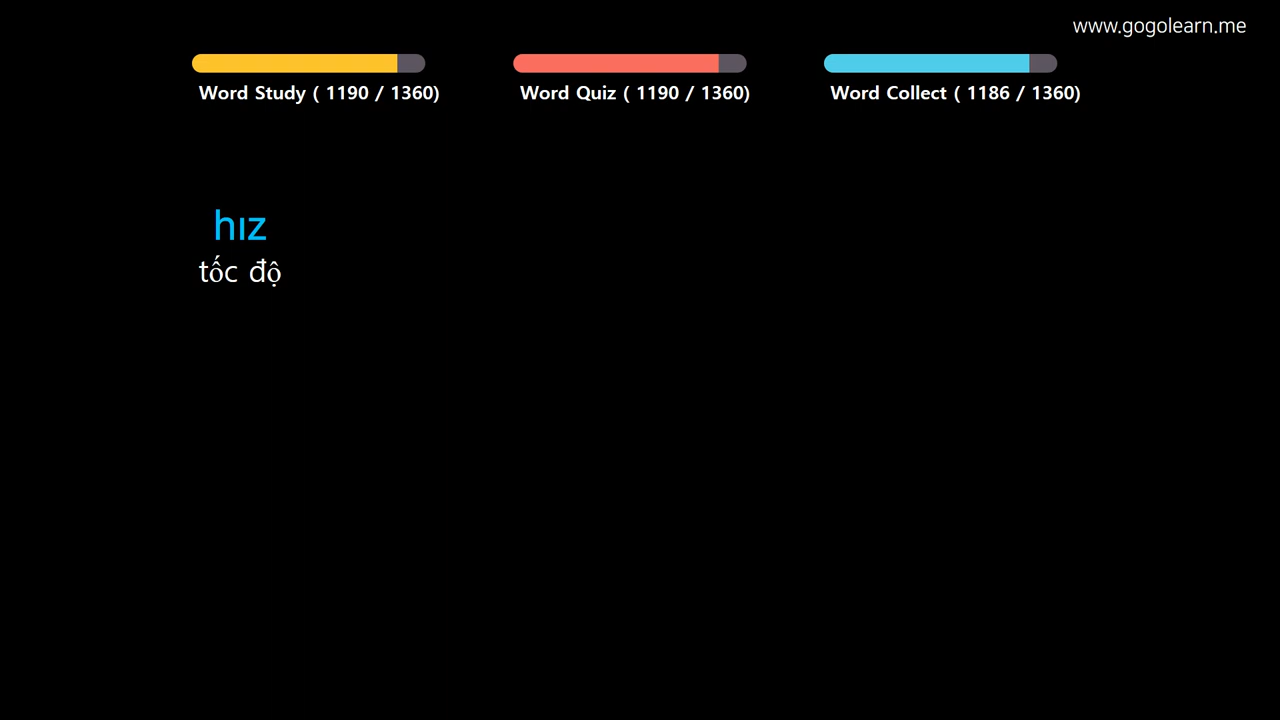 www.gogolearn.me
Word Study ( 1190 / 1360)
Word Quiz ( 1190 / 1360)
Word Collect ( 1186 / 1360)
hız
tốc độ